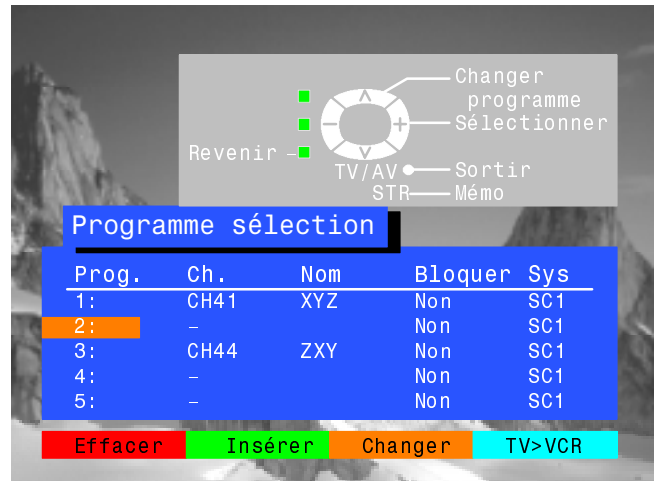 Changer
programme
Sélectionner
Revenir
TV/AV Sortir
STR Mémo
Programme sélection
Prog. Ch. Nom Bloquer Sys
1: CH41 XYZ Non SC1
2: – Non SC1
3: CH44 ZXY Non SC1
4: – Non SC1
5: – Non SC1
Effacer Insérer Changer TV>VCR